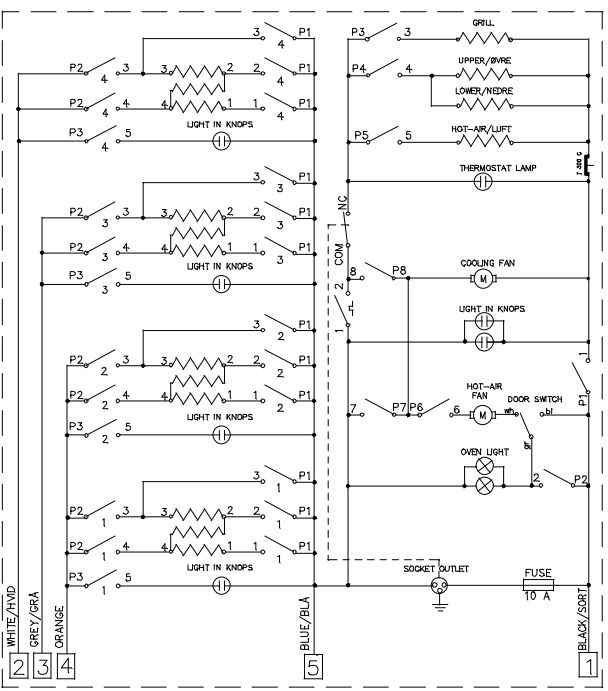 3 P1
4
P2 3 3 2 2 P1
4 4
P2 4 4 1 1 P1
4 4
LIGHT IN KNOPS
P3 5
4
3 P1
3
P2 3 3 2 2 P1
3 3
P2 4 4 1 1 P1
3 3
LIGHT IN KNOPS
P3 5
3
3 P1
2
P2 3 3 2 2 P1
2 2
P2 4 4 1 1 P1
2 2
LIGHT IN KNOPS
P3 5
2
3 P1
1
P2 3 3 2 2 P1
1 1
P2 4 4 1 1 P1
1 1
LIGHT IN KNOPS
P3 5
1
WHITE/HVID
2
GREY/GRÅ
3
ORANGE
4
BLUE/BLÅ
5
GRILL
P3 3
UPPER/ØVRE
P4 4
LOWER/NEDRE
HOT-AIR/LUFT
P5 5
T-300 C
THERMOSTAT LAMP
NC
COM
COOLING FAN
8 P8 M
2
1
LIGHT IN KNOPS
1
P1
HOT-AIR
FAN
DOOR SWITCH
7 P7 P6 6 M wh bl
gr
OVEN LIGHT
2 P2
SOCKET OUTLET
FUSE
10 A
BLACK/SORT
1